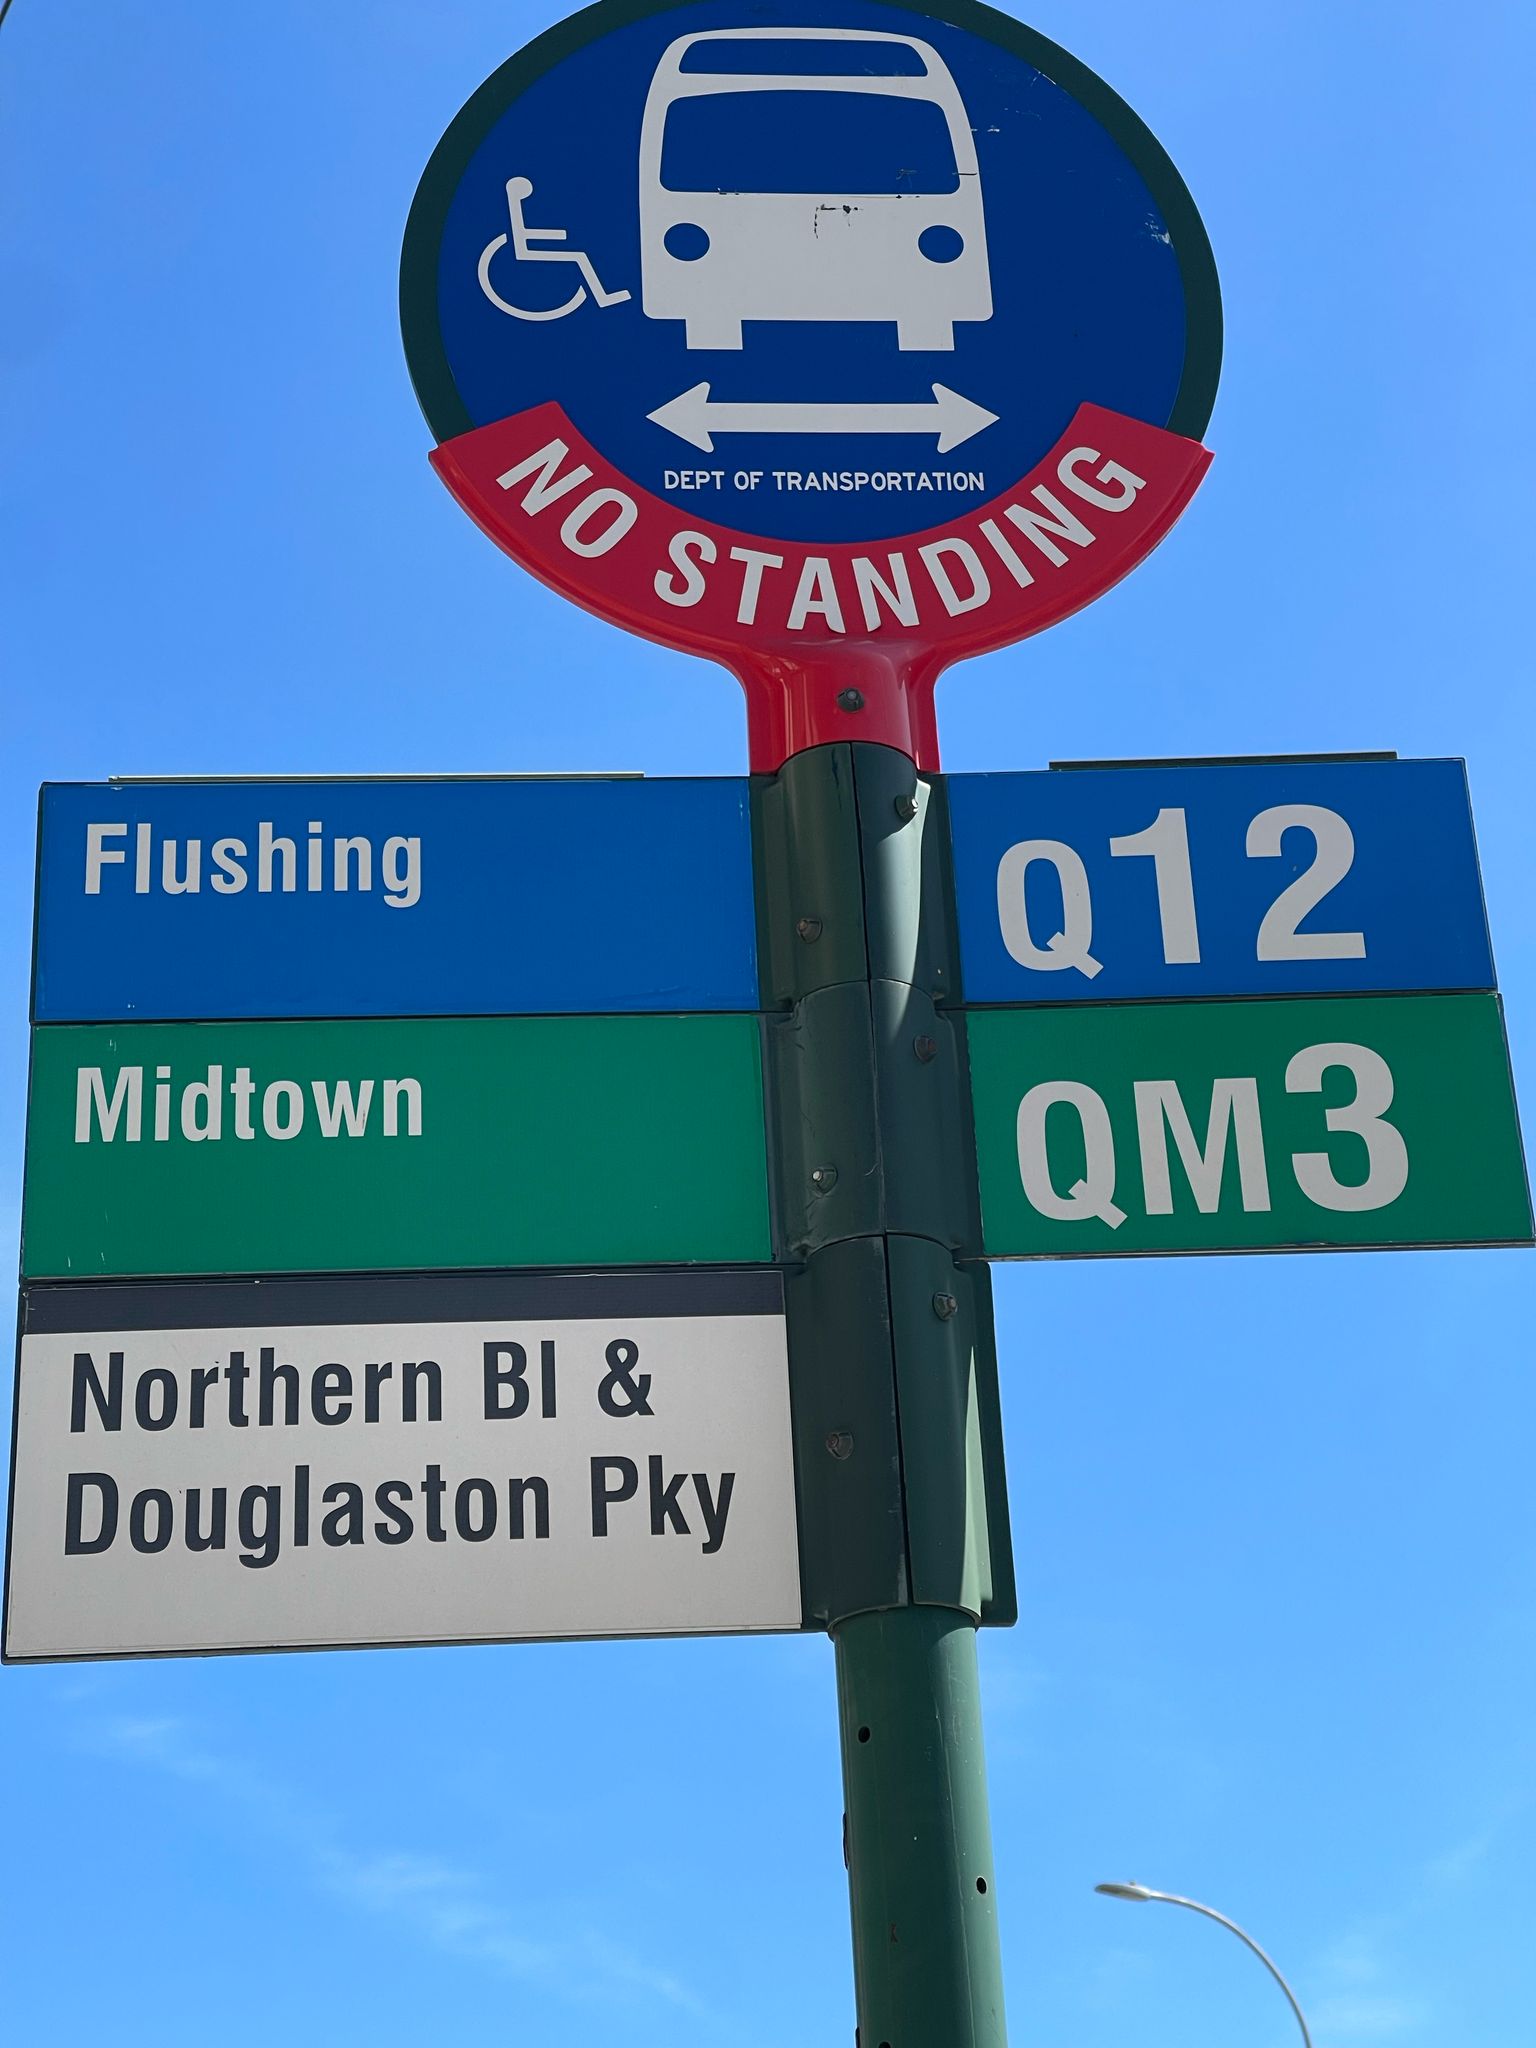 DEPT OF TRANSPORTATION
NO STANDING
Flushing
Q12
Midtown
QM3
Northern Bl &
Douglaston Pky